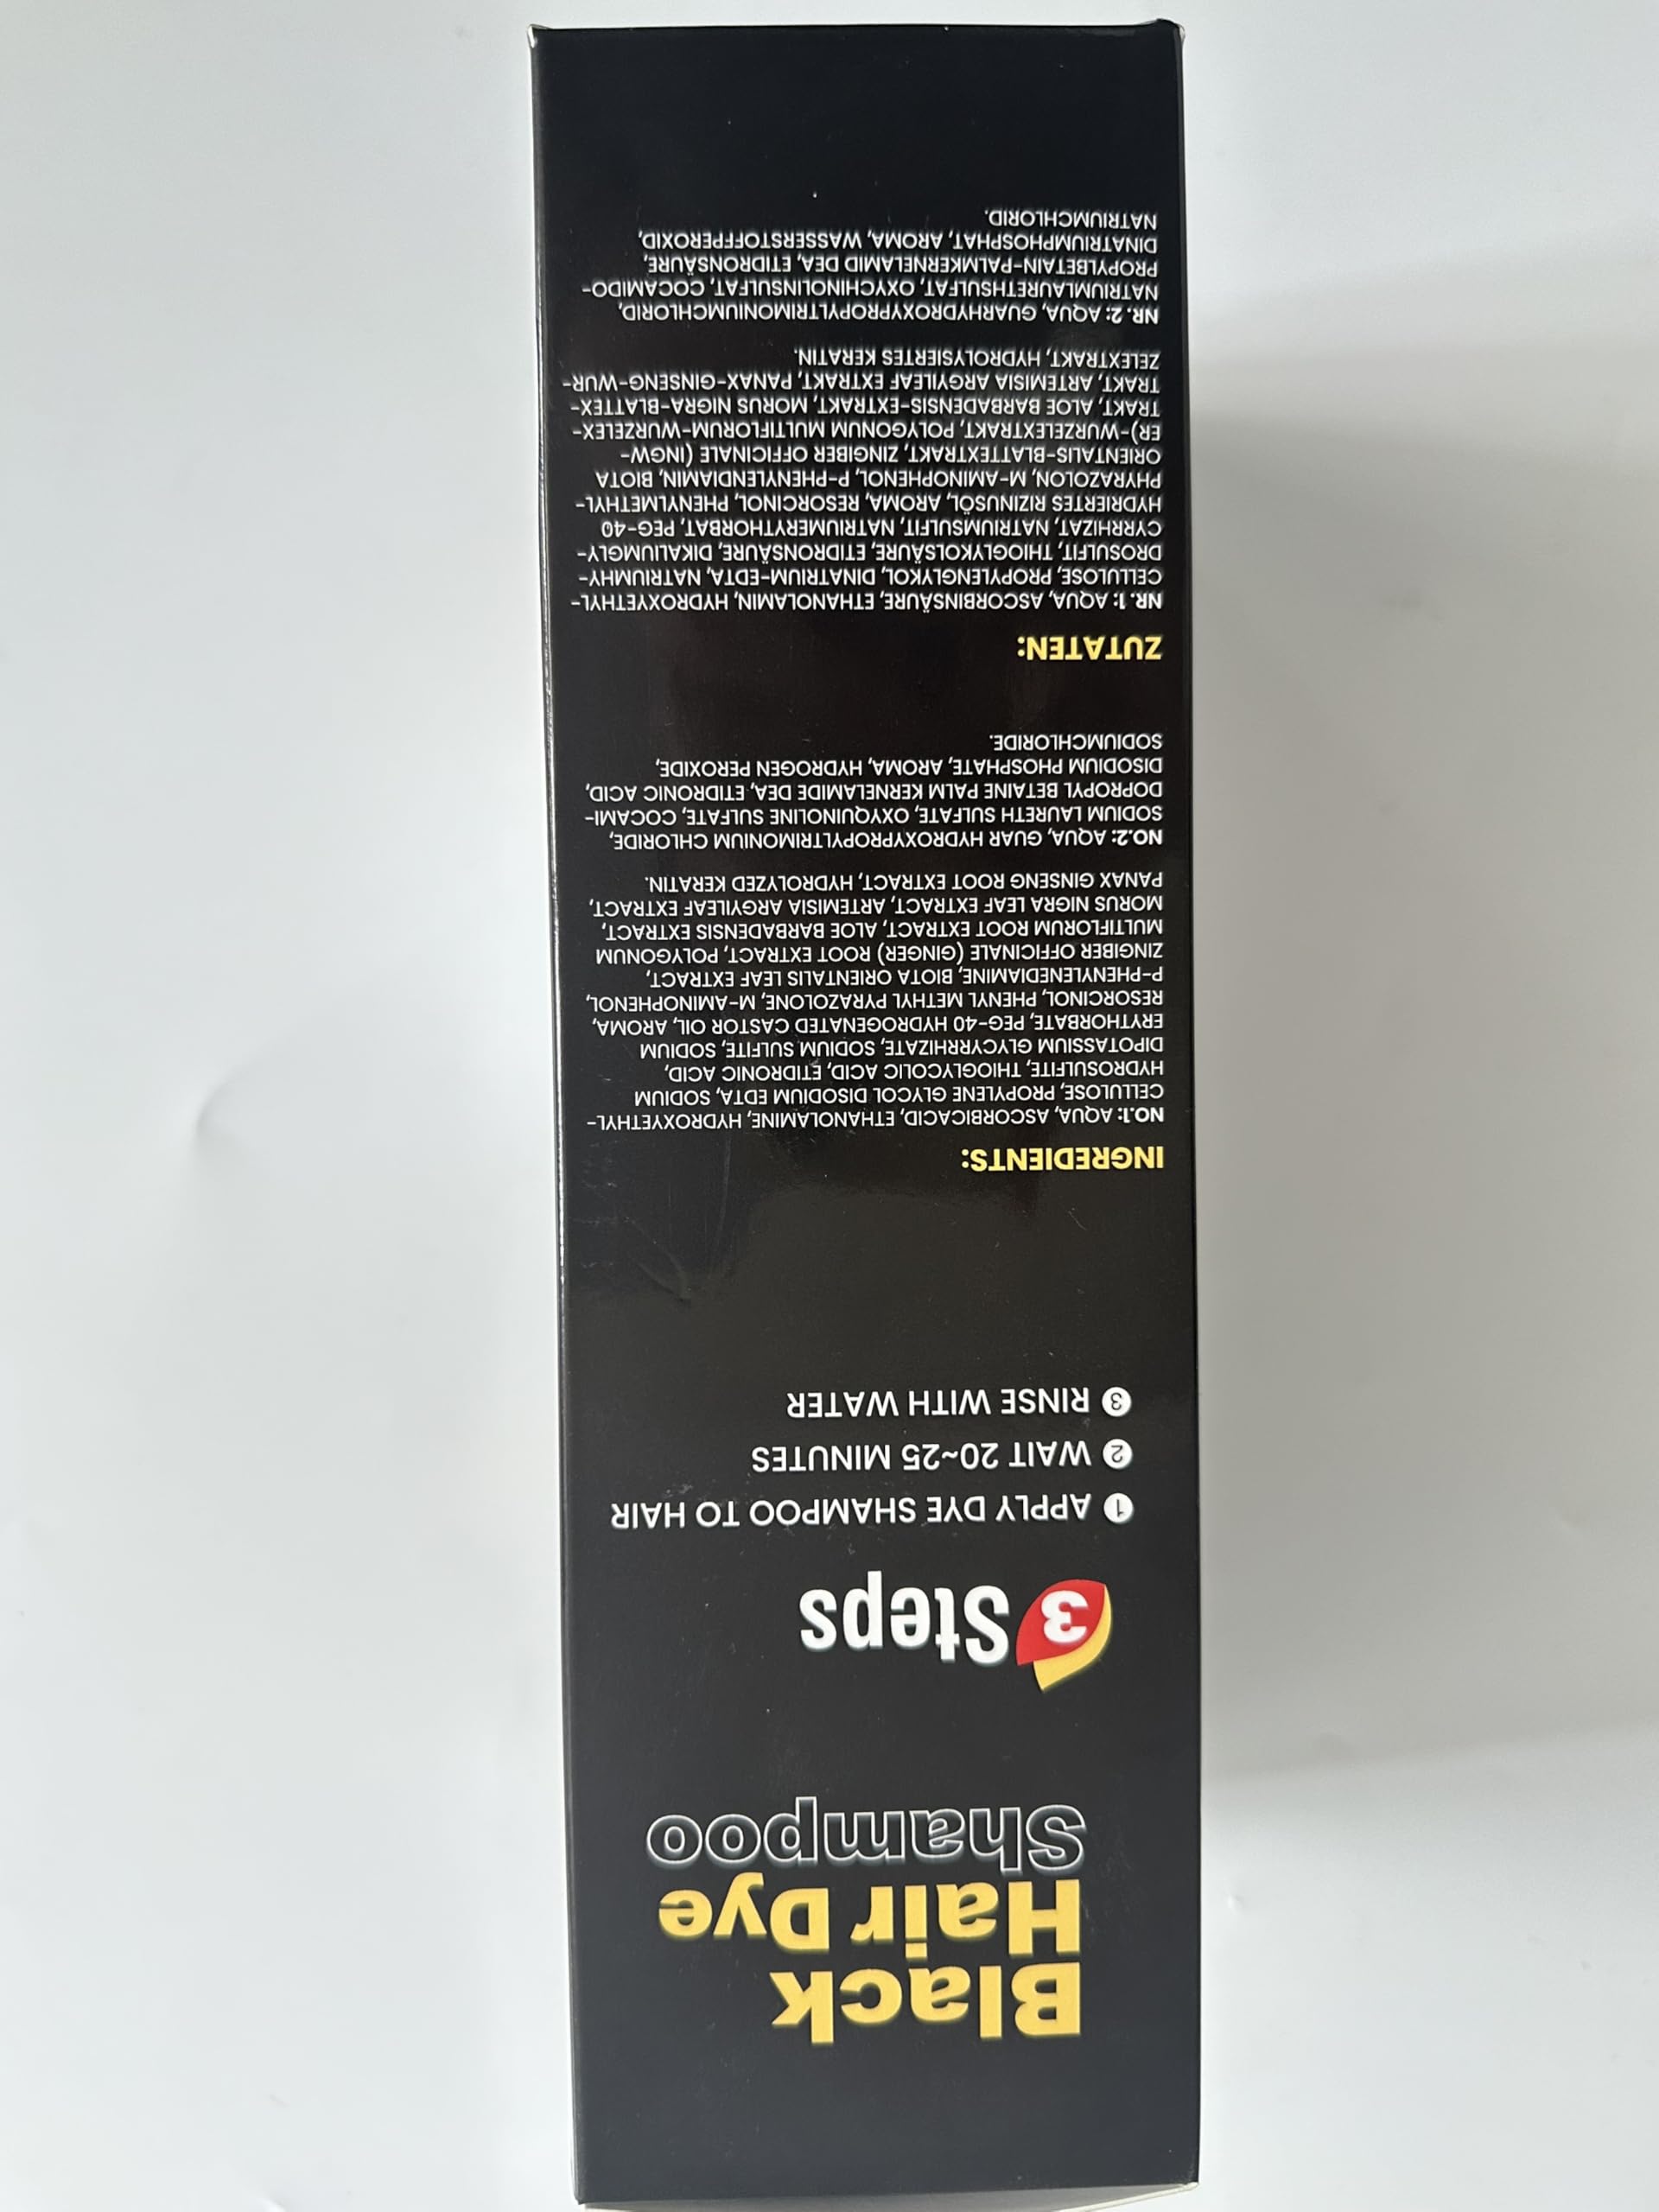 Black
Hair Dye
Shampoo
3 Steps
1 APPLY DYE SHAMPOO TO HAIR
2 WAIT 20~25 MINUTES
3 RINSE WITH WATER
INGREDIENTS:
NO.1: AQUA, ASCORBICACID, ETHANOLAMINE, HYDROXYETHYL-
CELLULOSE, PROPYLENE GLYCOL DISODIUM EDTA, SODIUM
HYDROSULFITE, THIOGLYCOLIC ACID, ETIDRONIC ACID,
DIPOTASSIUM GLYCYRRHIZATE, SODIUM SULFITE, SODIUM
ERYTHORBATE, PEG-40 HYDROGENATED CASTOR OIL, AROMA,
RESORCINOL, PHENYL METHYL PYRAZOLONE, M-AMINOPHENOL,
P-PHENYLENEDIAMINE, BIOTA ORIENTALIS LEAF EXTRACT,
ZINGIBER OFFICINALE (GINGER) ROOT EXTRACT, POLYGONUM
MULTIFLORUM ROOT EXTRACT, ALOE BARBADENSIS EXTRACT,
MORUS NIGRA LEAF EXTRACT, ARTEMISIA ARGYILEAF EXTRACT,
PANAX GINSENG ROOT EXTRACT, HYDROLYZED KERATIN.
NO.2: AQUA, GUAR HYDROXYPROPYLTRIMONIUM CHLORIDE,
SODIUM LAURETH SULFATE, OXYQUINOLINE SULFATE, COCAMI-
DOPROPYL BETAINE PALM KERNELAMIDE DEA, ETIDRONIC ACID,
DISODIUM PHOSPHATE, AROMA, HYDROGEN PEROXIDE,
SODIUMCHLORIDE.
ZUTATEN:
NR. 1: AQUA, ASCORBINSÄURE, ETHANOLAMIN, HYDROXYETHYL-
CELLULOSE, PROPYLENGLYKOL, DINATRIUM-EDTA, NATRIUMHY-
DROSULFIT, THIOGLYKOLSÄURE, ETIDRONSÄURE, DIKALIUMGLY-
CYRRHIZAT, NATRIUMSULFIT, NATRIUMERYTHORBAT, PEG-40
HYDRIERTES RIZINUSÖL, AROMA, RESORCINOL, PHENYLMETHYL-
PHYRAZOLON, M-AMINOPHENOL, P-PHENYLENDIAMIN, BIOTA
ORIENTALIS-BLATTEXTRAKT, ZINGIBER OFFICINALE (INGW-
ER)-WURZELEXTRAKT, POLYGONUM MULTIFLORUM-WURZELEX-
TRAKT, ALOE BARBADENSIS-EXTRAKT, MORUS NIGRA-BLATTEX-
TRAKT, ARTEMISIA ARGYILEAF EXTRAKT, PANAX-GINSENG-WUR-
ZELEXTRAKT, HYDROLYSIERTES KERATIN.
NR. 2: AQUA, GUARHYDROXYPROPYLTRIMONIUMCHLORID,
NATRIUMLAURETHSULFAT, OXYCHINOLINSULFAT, COCAMIDO-
PROPYLBETAIN-PALMKERNELAMID DEA, ETIDRONSÄURE,
DINATRIUMPHOSPHAT, AROMA, WASSERSTOFFPEROXID,
NATRIUMCHLORID.